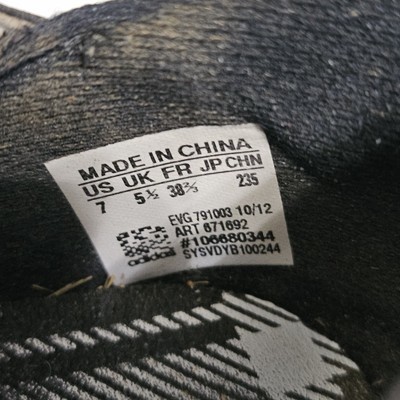 MADE IN CHINA
US UK FR JP CHN
7 5½ 38⅔ 235
EVG 791003 10/12
ART 671692
#106680344
adidas SYSVDYB100244